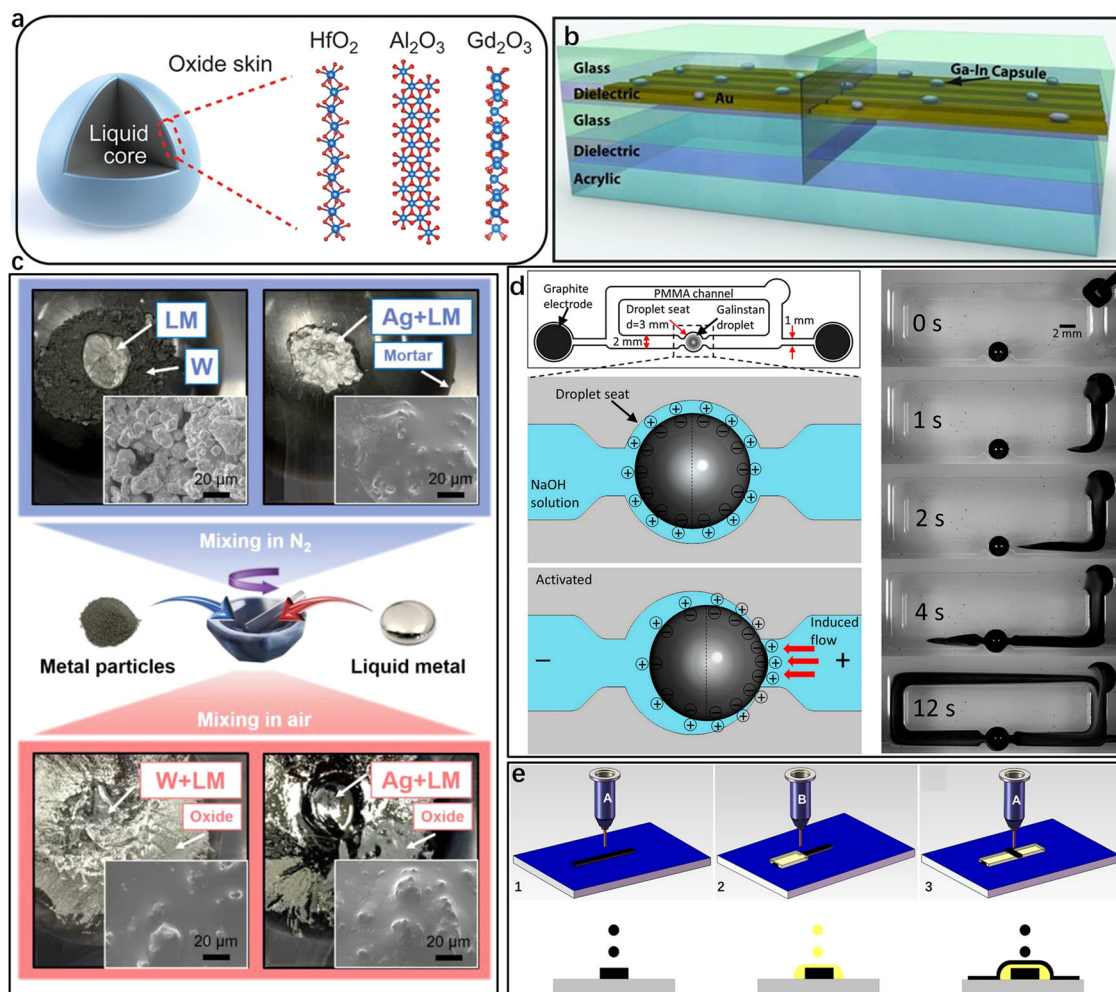 a
HfO₂ Al₂O₃ Gd₂O₃
Oxide skin
Liquid
core
b
Glass
Ga-In Capsule
Dielectric
Au
Glass
Dielectric
Acrylic
c
LM
W
20 μm
Ag+LM
Mortar
20 μm
Mixing in N₂
Metal particles
Liquid metal
Mixing in air
W+LM
Oxide
20 μm
Ag+LM
Oxide
20 μm
d
Graphite
electrode
PMMA channel
Droplet seat
d=3 mm
Galinstan
droplet
1 mm
2 mm
Droplet seat
NaOH
solution
Activated
Induced
flow
−
+
0 s
2 mm
1 s
2 s
4 s
12 s
e
A
1
B
2
A
3